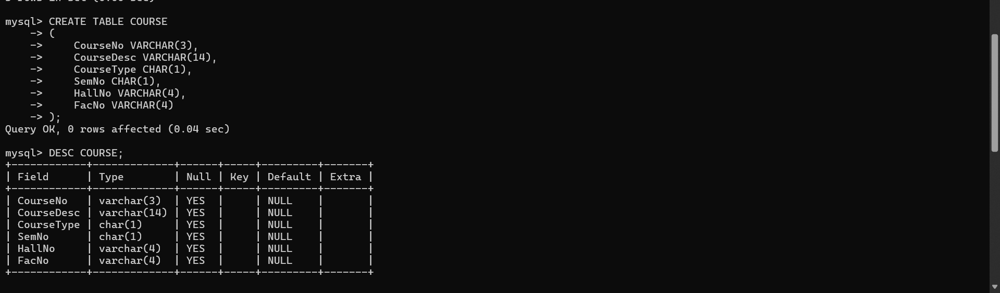 mysql> CREATE TABLE COURSE
    -> (
    ->     CourseNo VARCHAR(3),
    ->     CourseDesc VARCHAR(14),
    ->     CourseType CHAR(1),
    ->     SemNo CHAR(1),
    ->     HallNo VARCHAR(4),
    ->     FacNo VARCHAR(4)
    -> );
Query OK, 0 rows affected (0.04 sec)

mysql> DESC COURSE;
+------------+-------------+------+-----+---------+-------+
| Field      | Type        | Null | Key | Default | Extra |
+------------+-------------+------+-----+---------+-------+
| CourseNo   | varchar(3)  | YES  |     | NULL    |       |
| CourseDesc | varchar(14) | YES  |     | NULL    |       |
| CourseType | char(1)     | YES  |     | NULL    |       |
| SemNo      | char(1)     | YES  |     | NULL    |       |
| HallNo     | varchar(4)  | YES  |     | NULL    |       |
| FacNo      | varchar(4)  | YES  |     | NULL    |       |
+------------+-------------+------+-----+---------+-------+